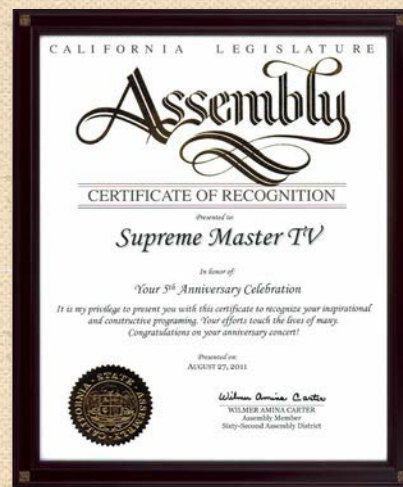 CALIFORNIA LEGISLATURE
Assembly
CERTIFICATE OF RECOGNITION
Presented to:
Supreme Master TV
In honor of:
Your 5th Anniversary Celebration
It is my privilege to present you with this certificate to recognize your inspirational
and constructive programing. Your efforts touch the lives of many.
Congratulations on your anniversary concert!
Presented on:
AUGUST 27, 2011
Wilmer Amina Carter
WILMER AMINA CARTER
Assembly Member
Sixty-Second Assembly District
CALIFORNIA STATE ASSEMBLY